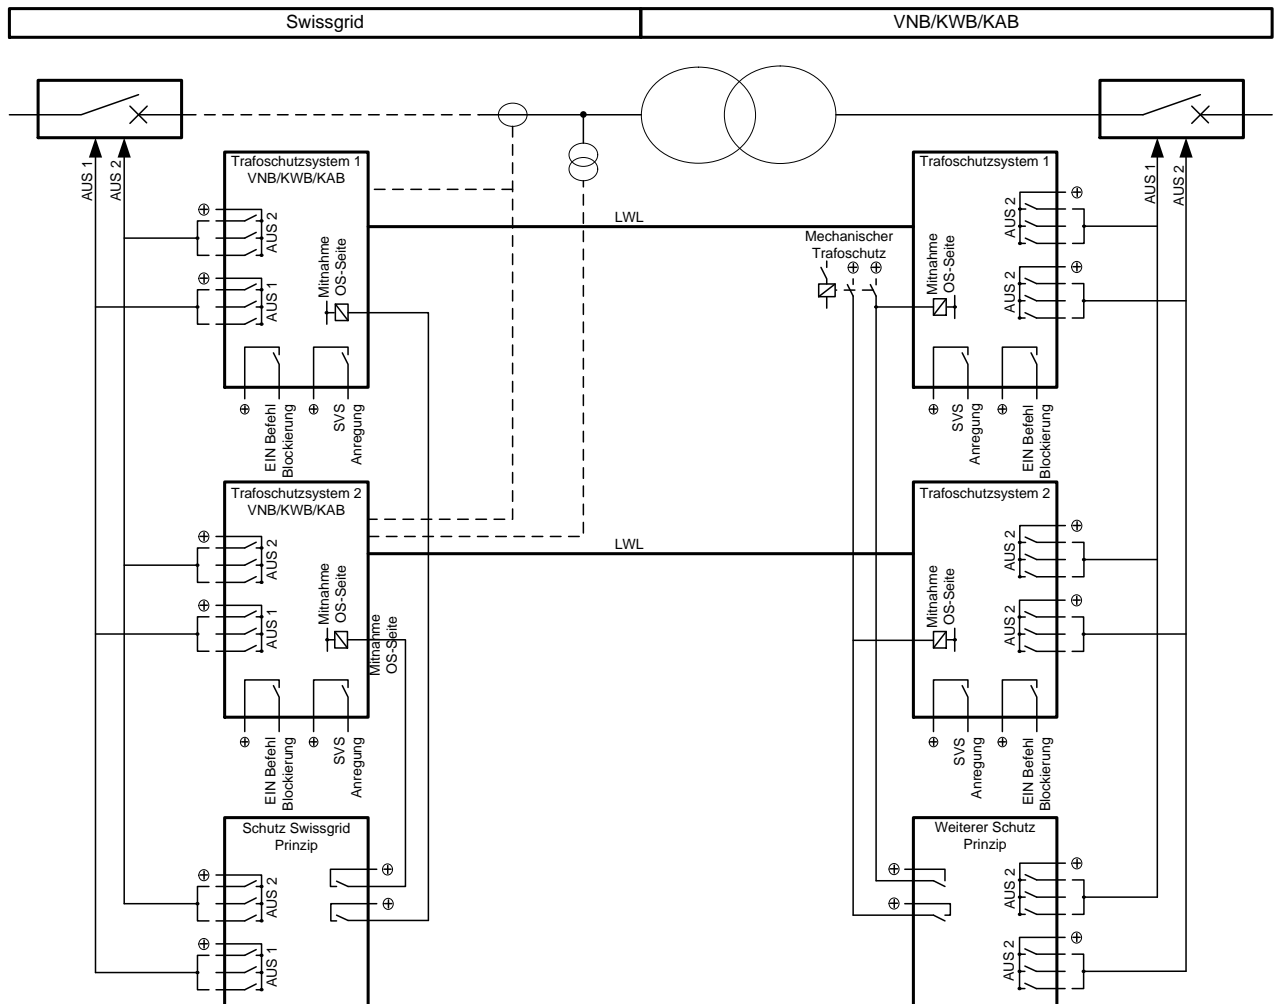 Swissgrid
VNB/KWB/KAB
AUS 1
AUS 2
Trafoschutzsystem 1
VNB/KWB/KAB
AUS 2
AUS 1
Mitnahme
OS-Seite
EIN Befehl
Blockierung
SVS
Anregung
LWL
Mechanischer
Trafoschutz
Trafoschutzsystem 1
AUS 2
AUS 2
Mitnahme
OS-Seite
SVS
Anregung
EIN Befehl
Blockierung
AUS 1
AUS 2
Trafoschutzsystem 2
VNB/KWB/KAB
AUS 2
AUS 1
Mitnahme
OS-Seite
Mitnahme
OS-Seite
EIN Befehl
Blockierung
SVS
Anregung
LWL
Trafoschutzsystem 2
AUS 2
AUS 2
Mitnahme
OS-Seite
SVS
Anregung
EIN Befehl
Blockierung
Schutz Swissgrid
Prinzip
AUS 2
AUS 1
Weiterer Schutz
Prinzip
AUS 2
AUS 2